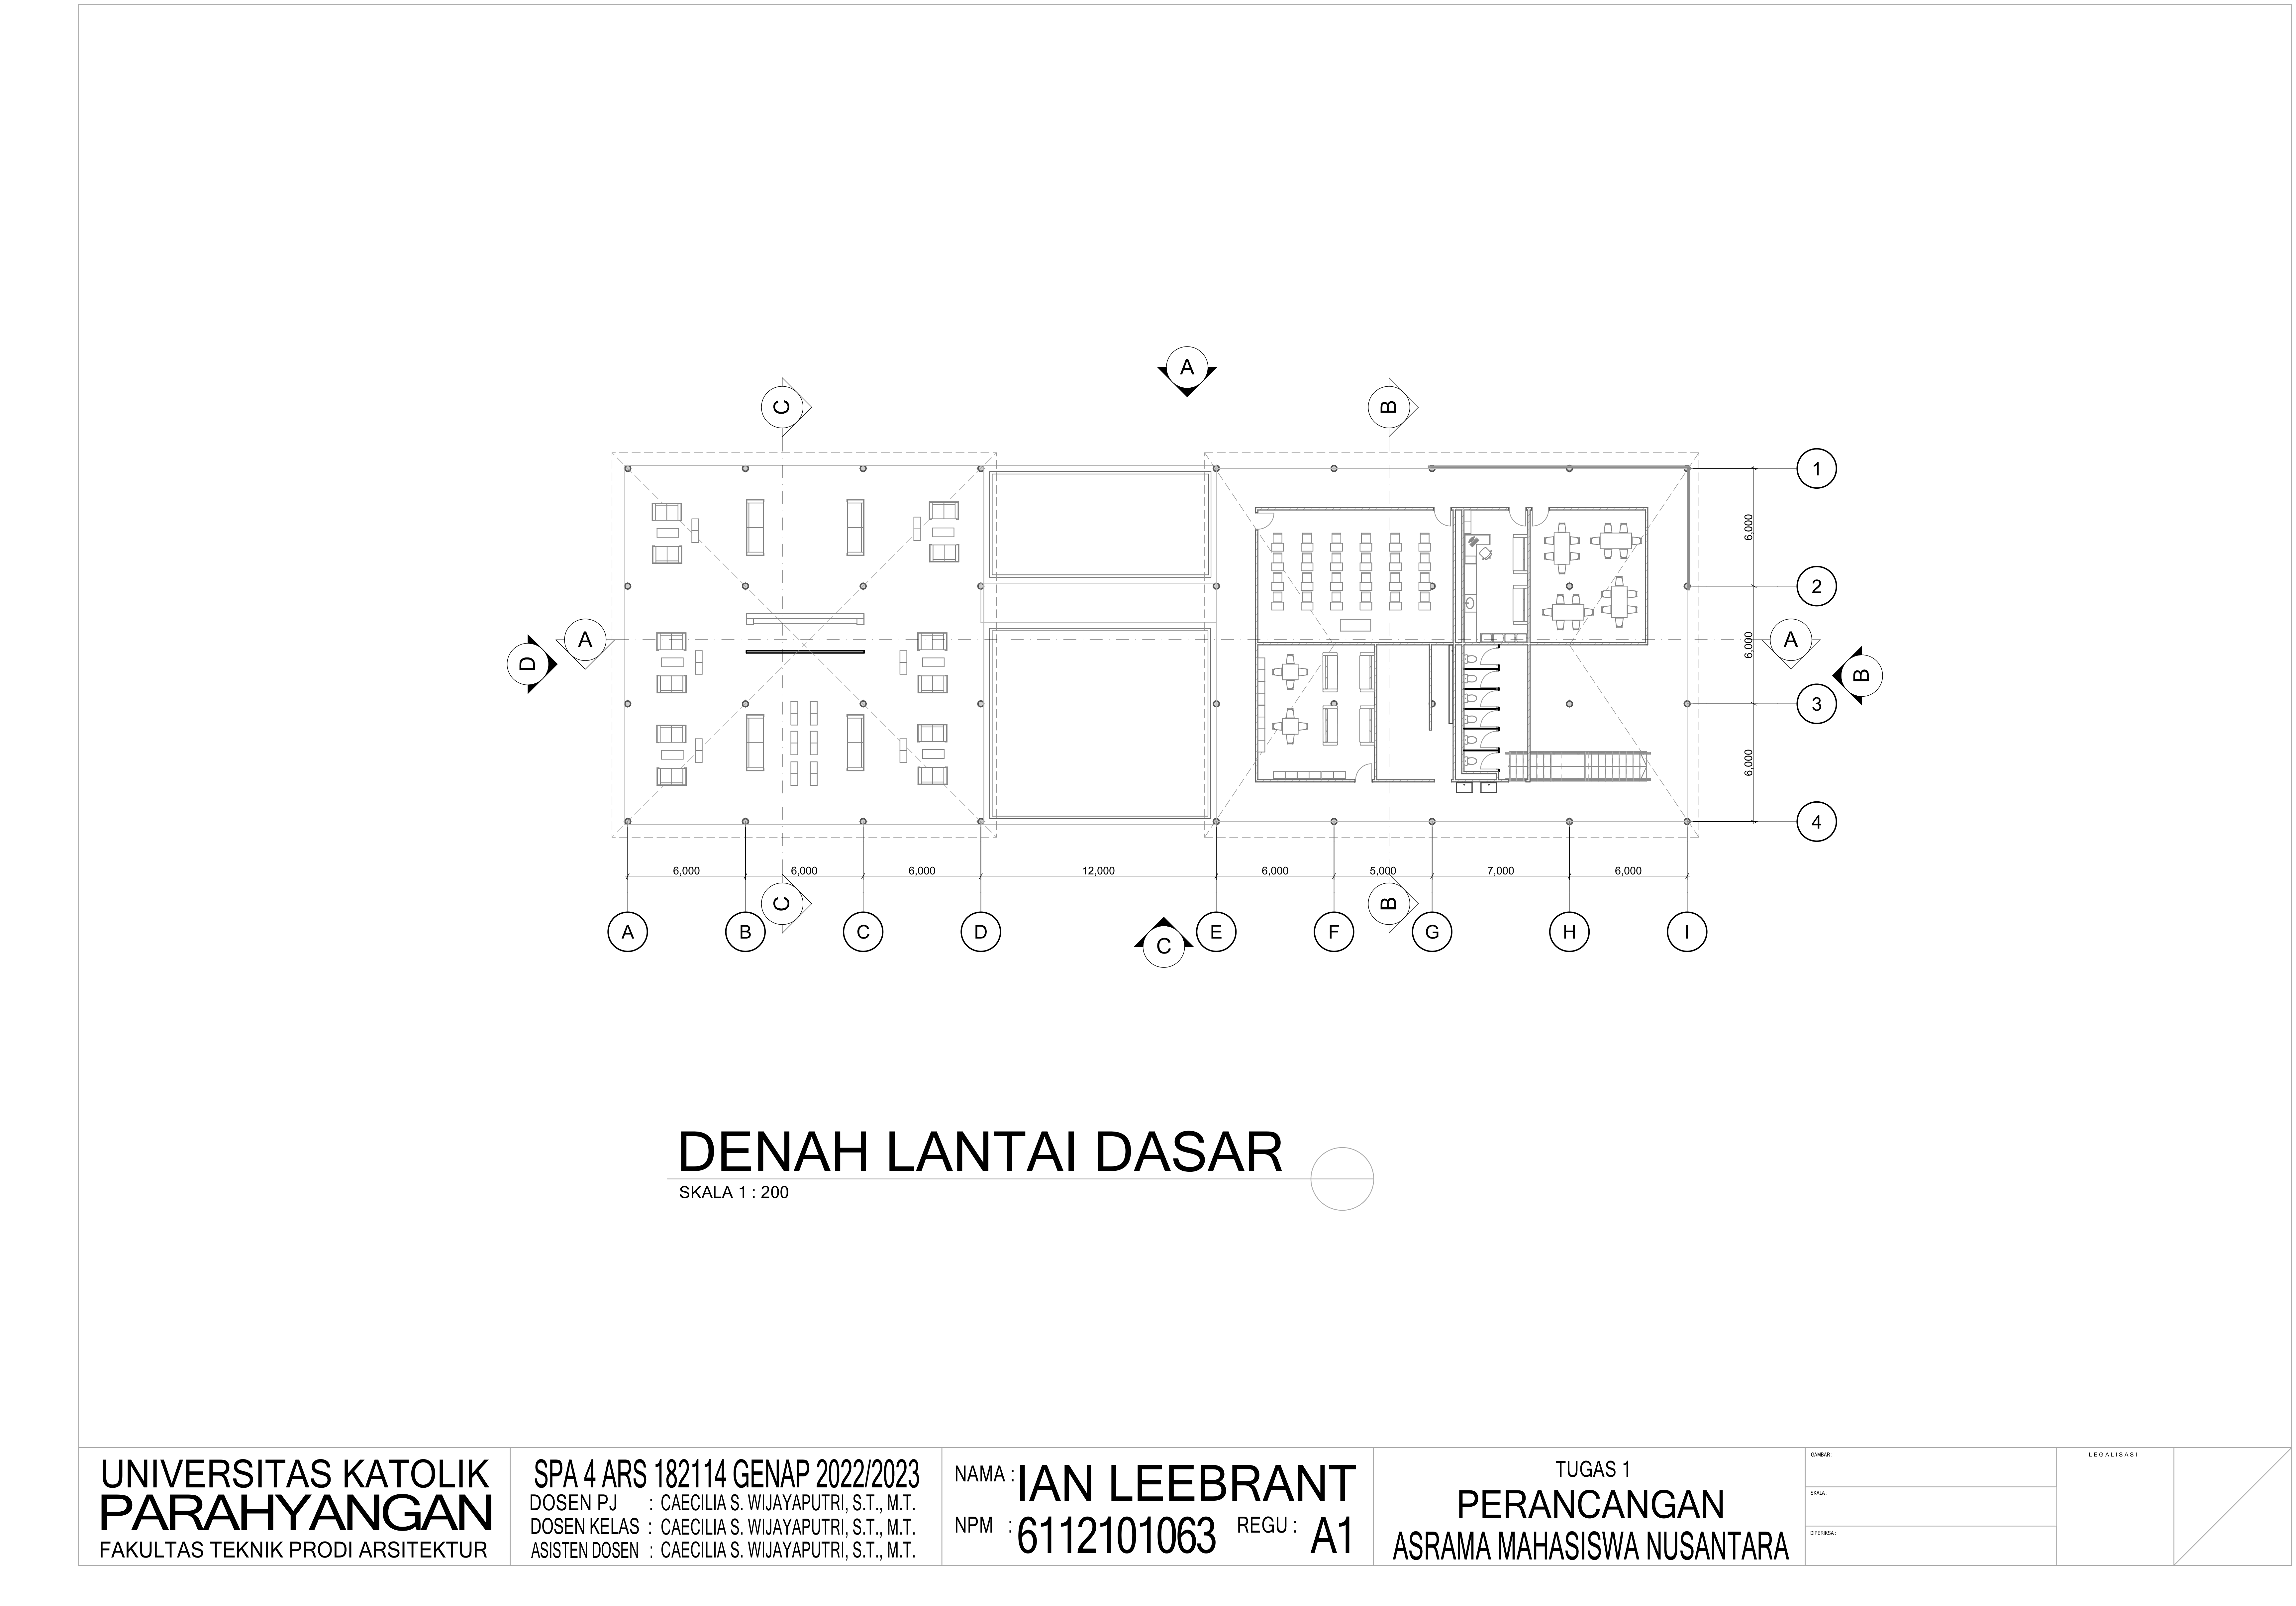 A
C
B
1
6,000
2
D
A
6,000
A
B
3
6,000
4
6,000
6,000
6,000
12,000
6,000
5,000
7,000
6,000
C
B
A
B
C
D
C
E
F
G
H
I
DENAH LANTAI DASAR
SKALA 1 : 200
UNIVERSITAS KATOLIK
PARAHYANGAN
FAKULTAS TEKNIK PRODI ARSITEKTUR
SPA 4 ARS 182114 GENAP 2022/2023
DOSEN PJ : CAECILIA S. WIJAYAPUTRI, S.T., M.T.
DOSEN KELAS : CAECILIA S. WIJAYAPUTRI, S.T., M.T.
ASISTEN DOSEN : CAECILIA S. WIJAYAPUTRI, S.T., M.T.
NAMA : IAN LEEBRANT
NPM : 6112101063 REGU : A1
TUGAS 1
PERANCANGAN
ASRAMA MAHASISWA NUSANTARA
GAMBAR :
SKALA :
DIPERIKSA :
LEGALISASI